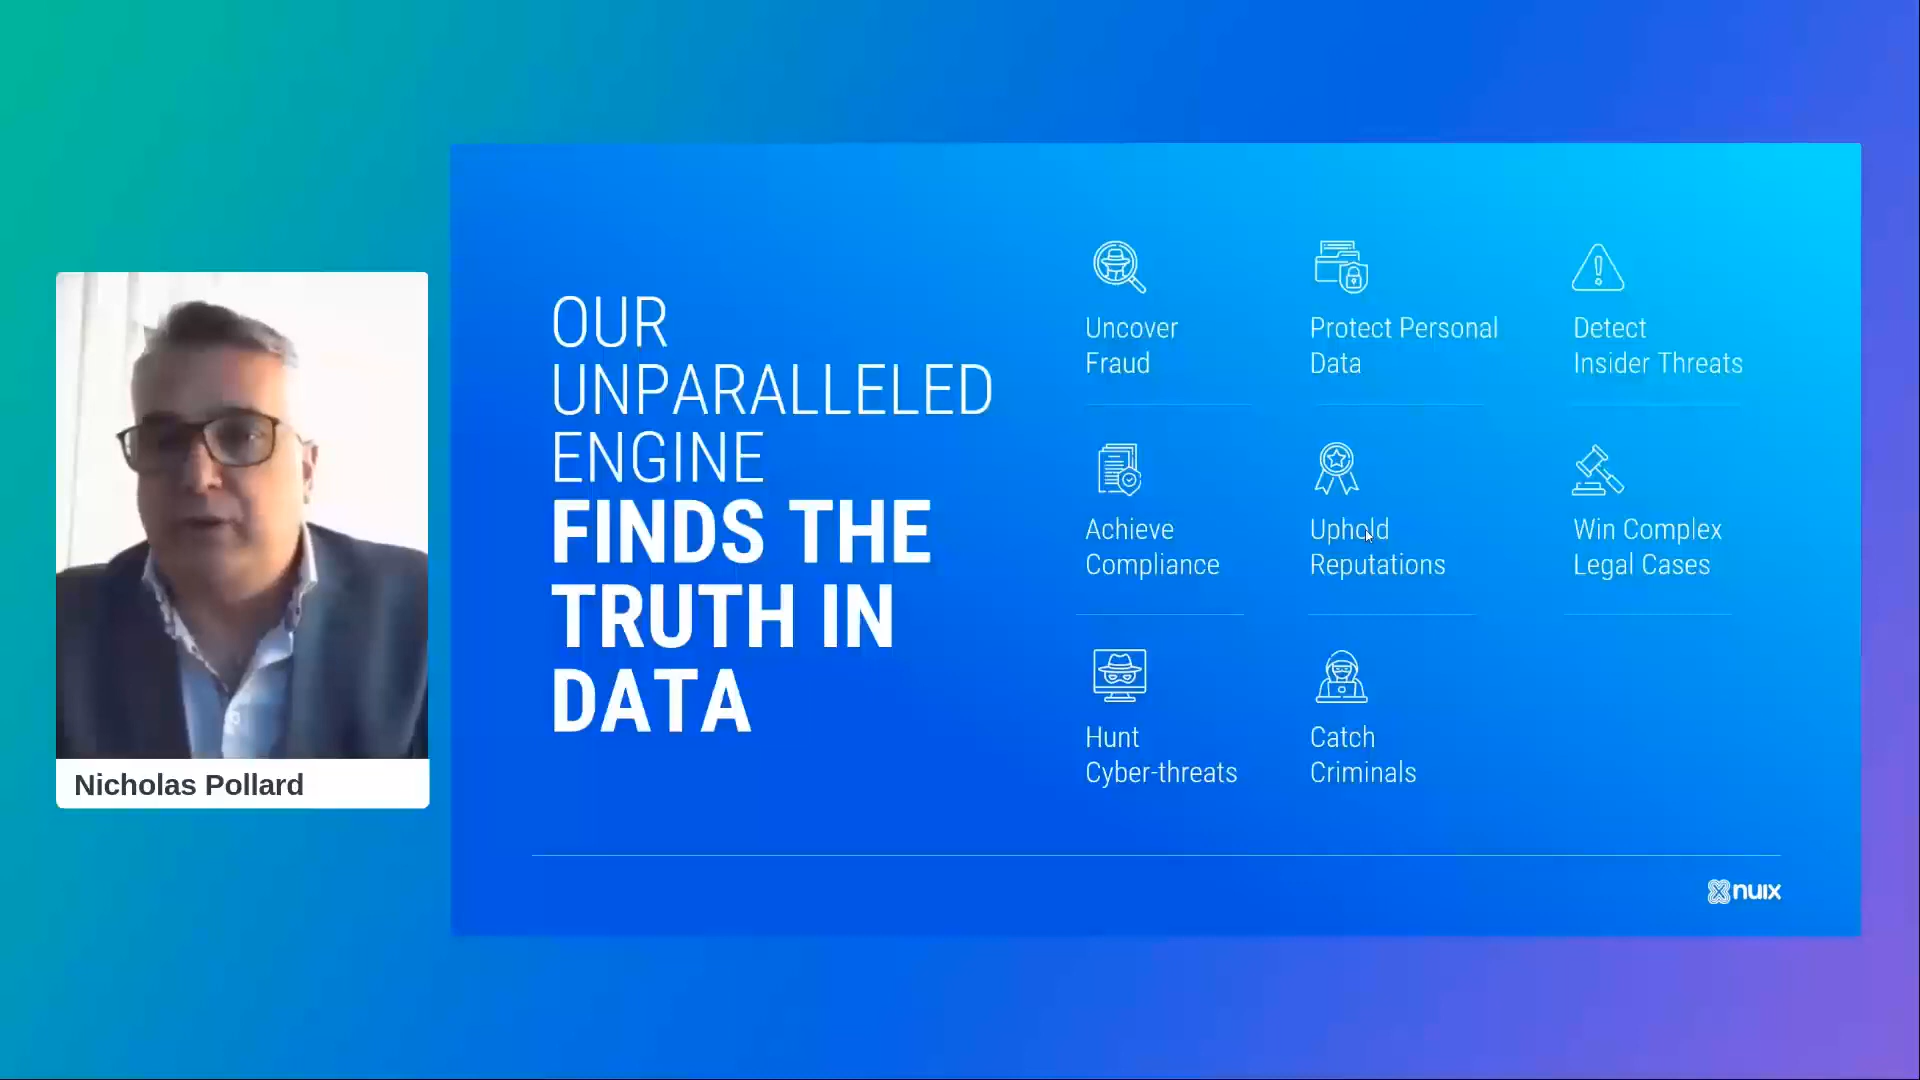 Nicholas Pollard
OUR
UNPARALLELED
ENGINE
FINDS THE
TRUTH IN
DATA
Uncover
Fraud
Protect Personal
Data
Detect
Insider Threats
Achieve
Compliance
Uphold
Reputations
Win Complex
Legal Cases
Hunt
Cyber-threats
Catch
Criminals
nuix